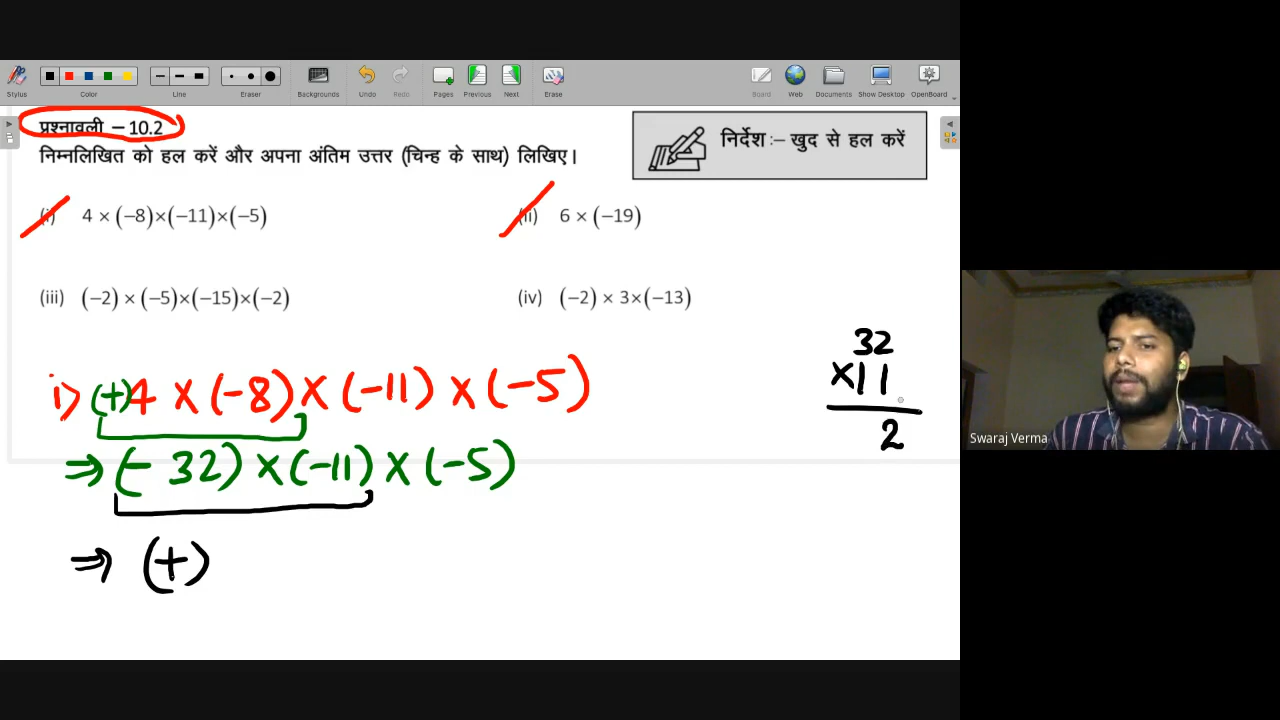 Stylus Color Line Eraser Backgrounds Undo Redo Pages Previous Next Erase Board Web Documents Show Desktop OpenBoard
प्रश्नावली – 10.2
निर्देश :– खुद से हल करें
निम्नलिखित को हल करें और अपना अंतिम उत्तर (चिन्ह के साथ) लिखिए।
(i) 4 × (−8)×(−11)×(−5)
(ii) 6 × (−19)
(iii) (−2) × (−5)×(−15)×(−2)
(iv) (−2) × 3×(−13)
i) (+)4 × (-8) × (-11) × (-5)
⇒ (- 32) × (-11) × (-5)
⇒ (+)
32
×11
2
Swaraj Verma